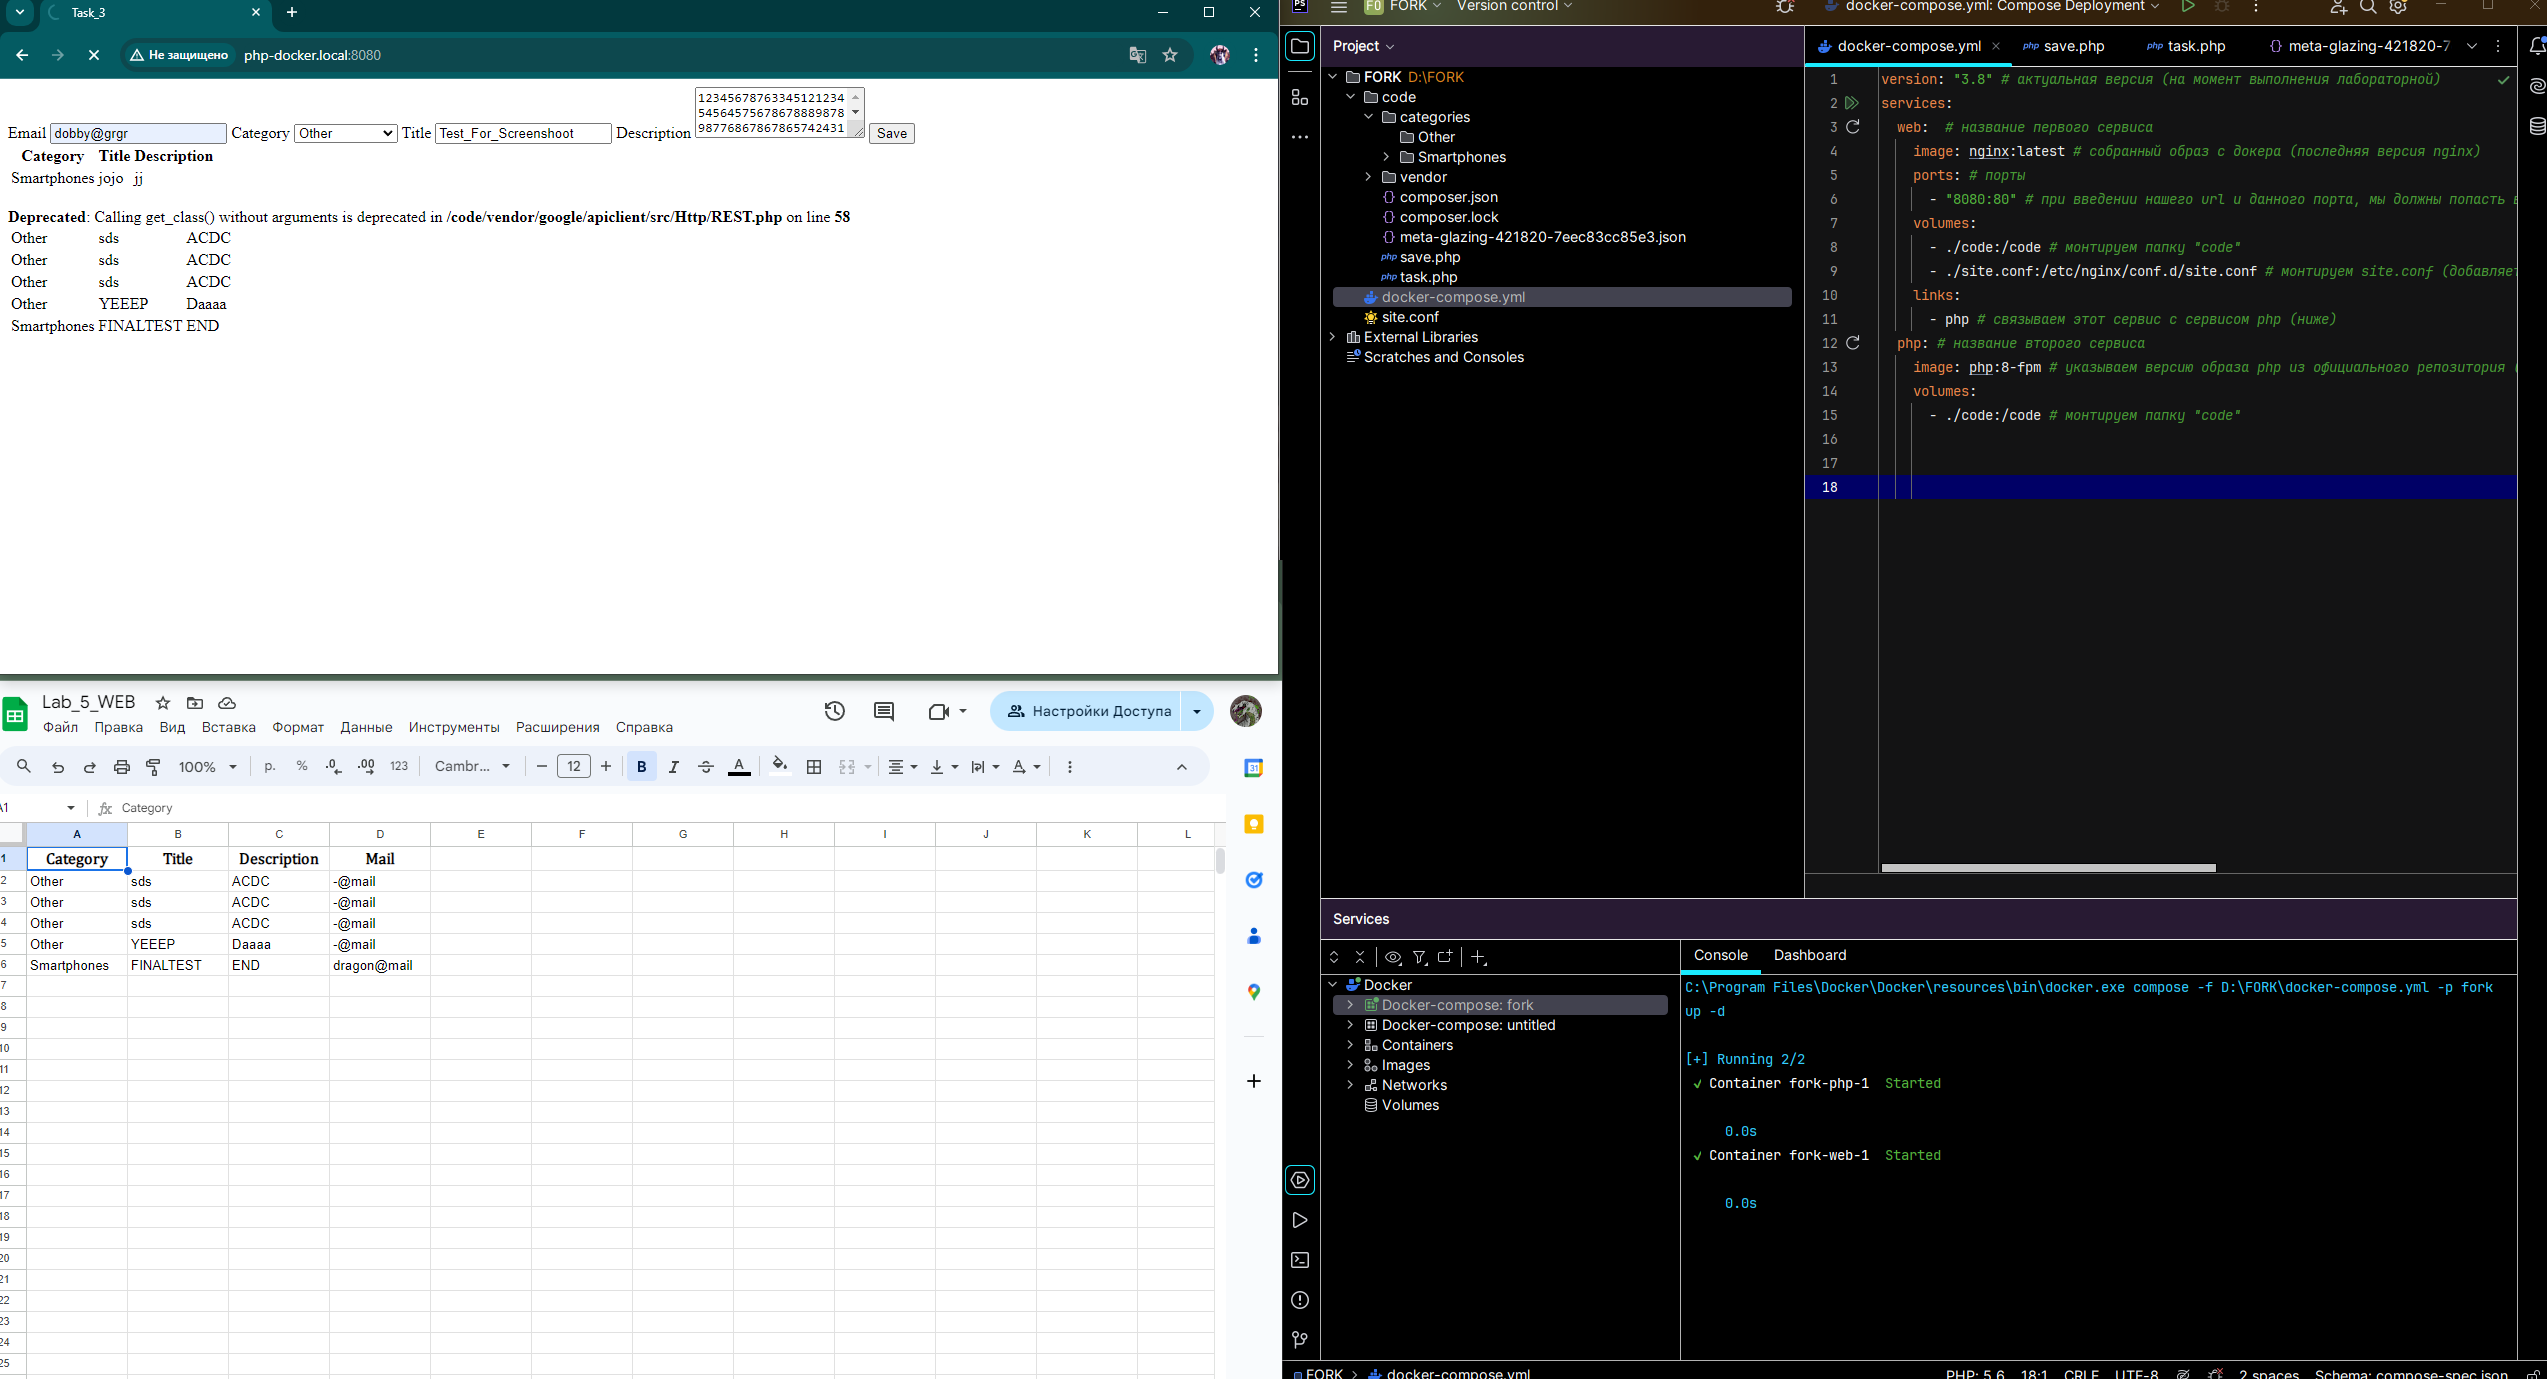 Task_3
Не защищено php-docker.local:8080
12345678763345121234
54564575678678889878
98776867867865742431
Email dobby@grgr Category Other Title Test_For_Screenshoot Description Save
Category Title Description
Smartphones jojo jj
Deprecated: Calling get_class() without arguments is deprecated in /code/vendor/google/apiclient/src/Http/REST.php on line 58
Other sds ACDC
Other sds ACDC
Other sds ACDC
Other YEEEP Daaaa
Smartphones FINALTEST END
Lab_5_WEB
Файл Правка Вид Вставка Формат Данные Инструменты Расширения Справка
Настройки Доступа
100% р. % .0 .00 123 Cambr... 12 B I A
A1 fx Category
A B C D E F G H I J K L
1 Category Title Description Mail
2 Other sds ACDC -@mail
3 Other sds ACDC -@mail
4 Other sds ACDC -@mail
5 Other YEEEP Daaaa -@mail
6 Smartphones FINALTEST END dragon@mail
7
8
9
10
11
12
13
14
15
16
17
18
19
20
21
22
23
24
25
31
PS FO FORK Version control docker-compose.yml: Compose Deployment
Project
FORK D:\FORK
code
categories
Other
Smartphones
vendor
composer.json
composer.lock
meta-glazing-421820-7eec83cc85e3.json
php save.php
php task.php
docker-compose.yml
site.conf
External Libraries
Scratches and Consoles
docker-compose.yml php save.php php task.php meta-glazing-421820-7
1 version: "3.8" # актуальная версия (на момент выполнения лабораторной)
2 services:
3 web: # название первого сервиса
4 image: nginx:latest # собранный образ с докера (последняя версия nginx)
5 ports: # порты
6 - "8080:80" # при введении нашего url и данного порта, мы должны попасть в
7 volumes:
8 - ./code:/code # монтируем папку "code"
9 - ./site.conf:/etc/nginx/conf.d/site.conf # монтируем site.conf (добавляет
10 links:
11 - php # связываем этот сервис с сервисом php (ниже)
12 php: # название второго сервиса
13 image: php:8-fpm # указываем версию образа php из официального репозитория (
14 volumes:
15 - ./code:/code # монтируем папку "code"
16
17
18
Services
Docker
Docker-compose: fork
Docker-compose: untitled
Containers
Images
Networks
Volumes
Console Dashboard
C:\Program Files\Docker\Docker\resources\bin\docker.exe compose -f D:\FORK\docker-compose.yml -p fork
up -d
[+] Running 2/2
✔ Container fork-php-1 Started
0.0s
✔ Container fork-web-1 Started
0.0s
FORK > docker-compose.yml PHP: 5.6 18:1 CRLF UTF-8 2 spaces Schema: compose-spec.json